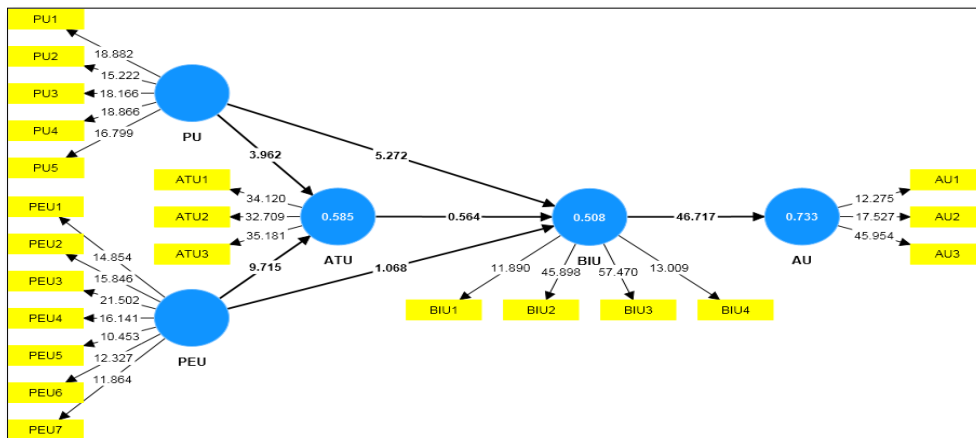 PU1
PU2
PU3
PU4
PU5
18.882
15.222
18.166
18.866
16.799
PU
3.962
5.272
ATU1
ATU2
ATU3
34.120
32.709
35.181
0.585
ATU
0.564
0.508
BIU
46.717
0.733
AU
12.275
17.527
45.954
AU1
AU2
AU3
PEU1
PEU2
PEU3
PEU4
PEU5
PEU6
PEU7
14.854
15.846
21.502
16.141
10.453
12.327
11.864
9.715
1.068
PEU
11.890
45.898
57.470
13.009
BIU1
BIU2
BIU3
BIU4